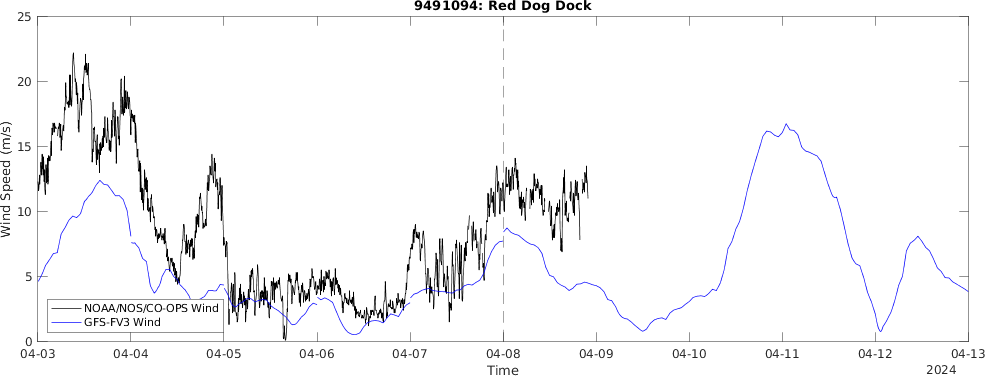 9491094: Red Dog Dock
Wind Speed (m/s)
25
20
15
10
5
0
NOAA/NOS/CO-OPS Wind
GFS-FV3 Wind
04-03 04-04 04-05 04-06 04-07 04-08 04-09 04-10 04-11 04-12 04-13
Time
2024